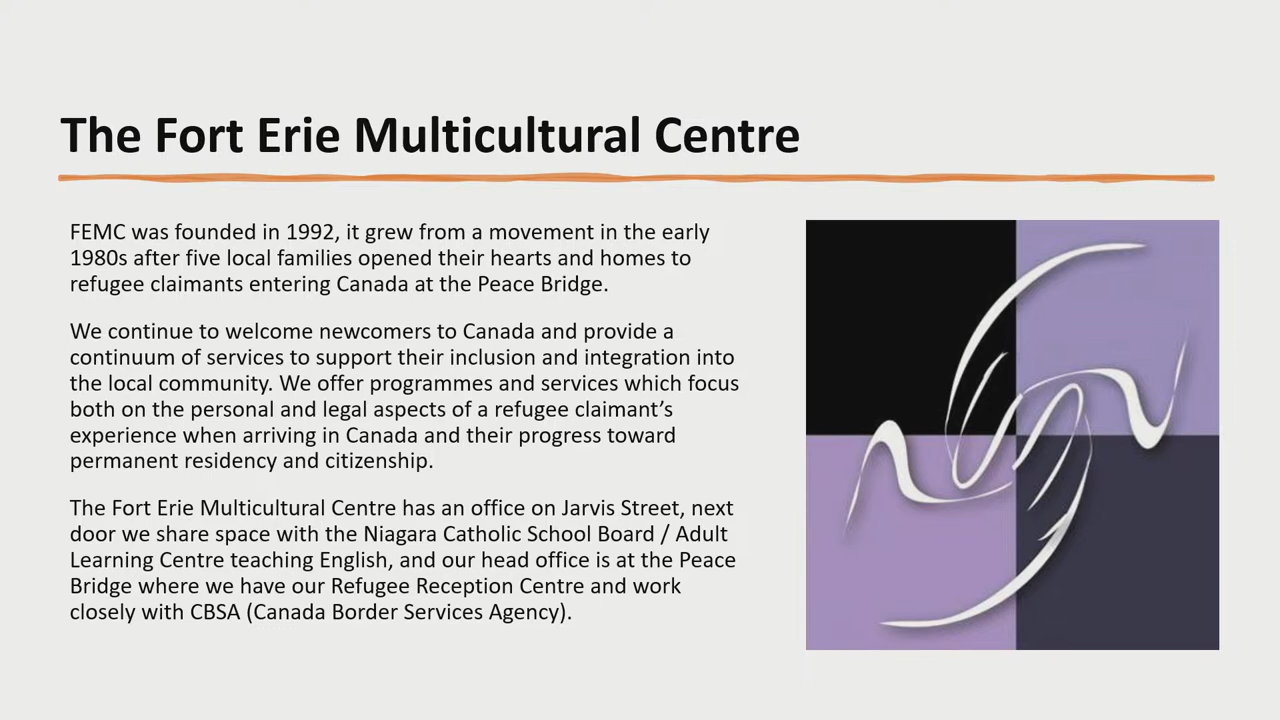 The Fort Erie Multicultural Centre
FEMC was founded in 1992, it grew from a movement in the early
1980s after five local families opened their hearts and homes to
refugee claimants entering Canada at the Peace Bridge.
We continue to welcome newcomers to Canada and provide a
continuum of services to support their inclusion and integration into
the local community. We offer programmes and services which focus
both on the personal and legal aspects of a refugee claimant’s
experience when arriving in Canada and their progress toward
permanent residency and citizenship.
The Fort Erie Multicultural Centre has an office on Jarvis Street, next
door we share space with the Niagara Catholic School Board / Adult
Learning Centre teaching English, and our head office is at the Peace
Bridge where we have our Refugee Reception Centre and work
closely with CBSA (Canada Border Services Agency).